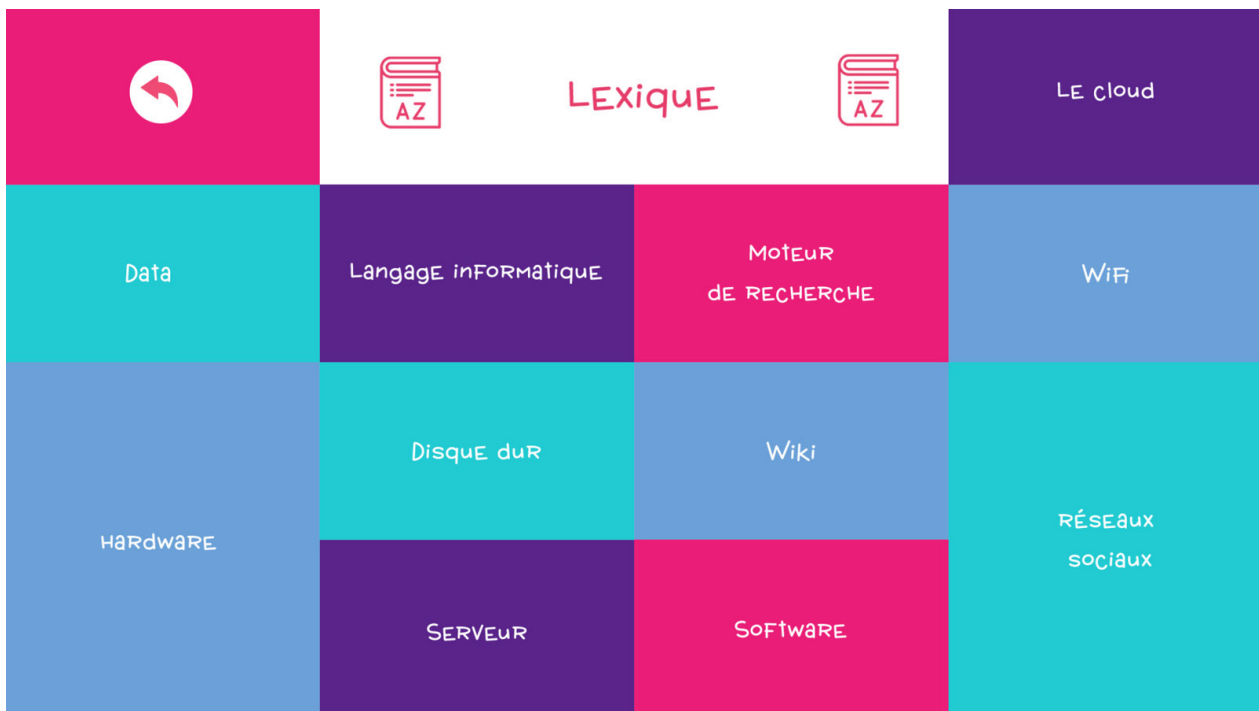 AZ
Lexique
AZ
Le cloud
Data
Langage informatique
Moteur
de recherche
WiFi
Hardware
Disque dur
Wiki
Réseaux
sociaux
Serveur
Software